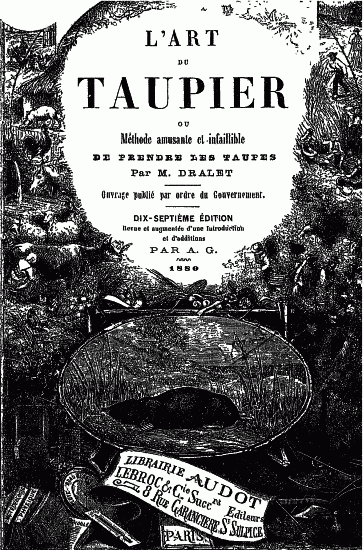 L'ART
DU
TAUPIER
OU
Méthode amusante et infaillible
DE PRENDRE LES TAUPES
Par M. DRALET
Ouvrage publié par ordre du Gouvernement.
DIX-SEPTIÈME ÉDITION
Revue et augmentée d'une Introduction
et d'additions
PAR A. G.
1880
LIBRAIRIE AUDOT
LEBROC & Cie Succrs Editeurs
8 Rue GARANCIERE St SULPICE
PARIS